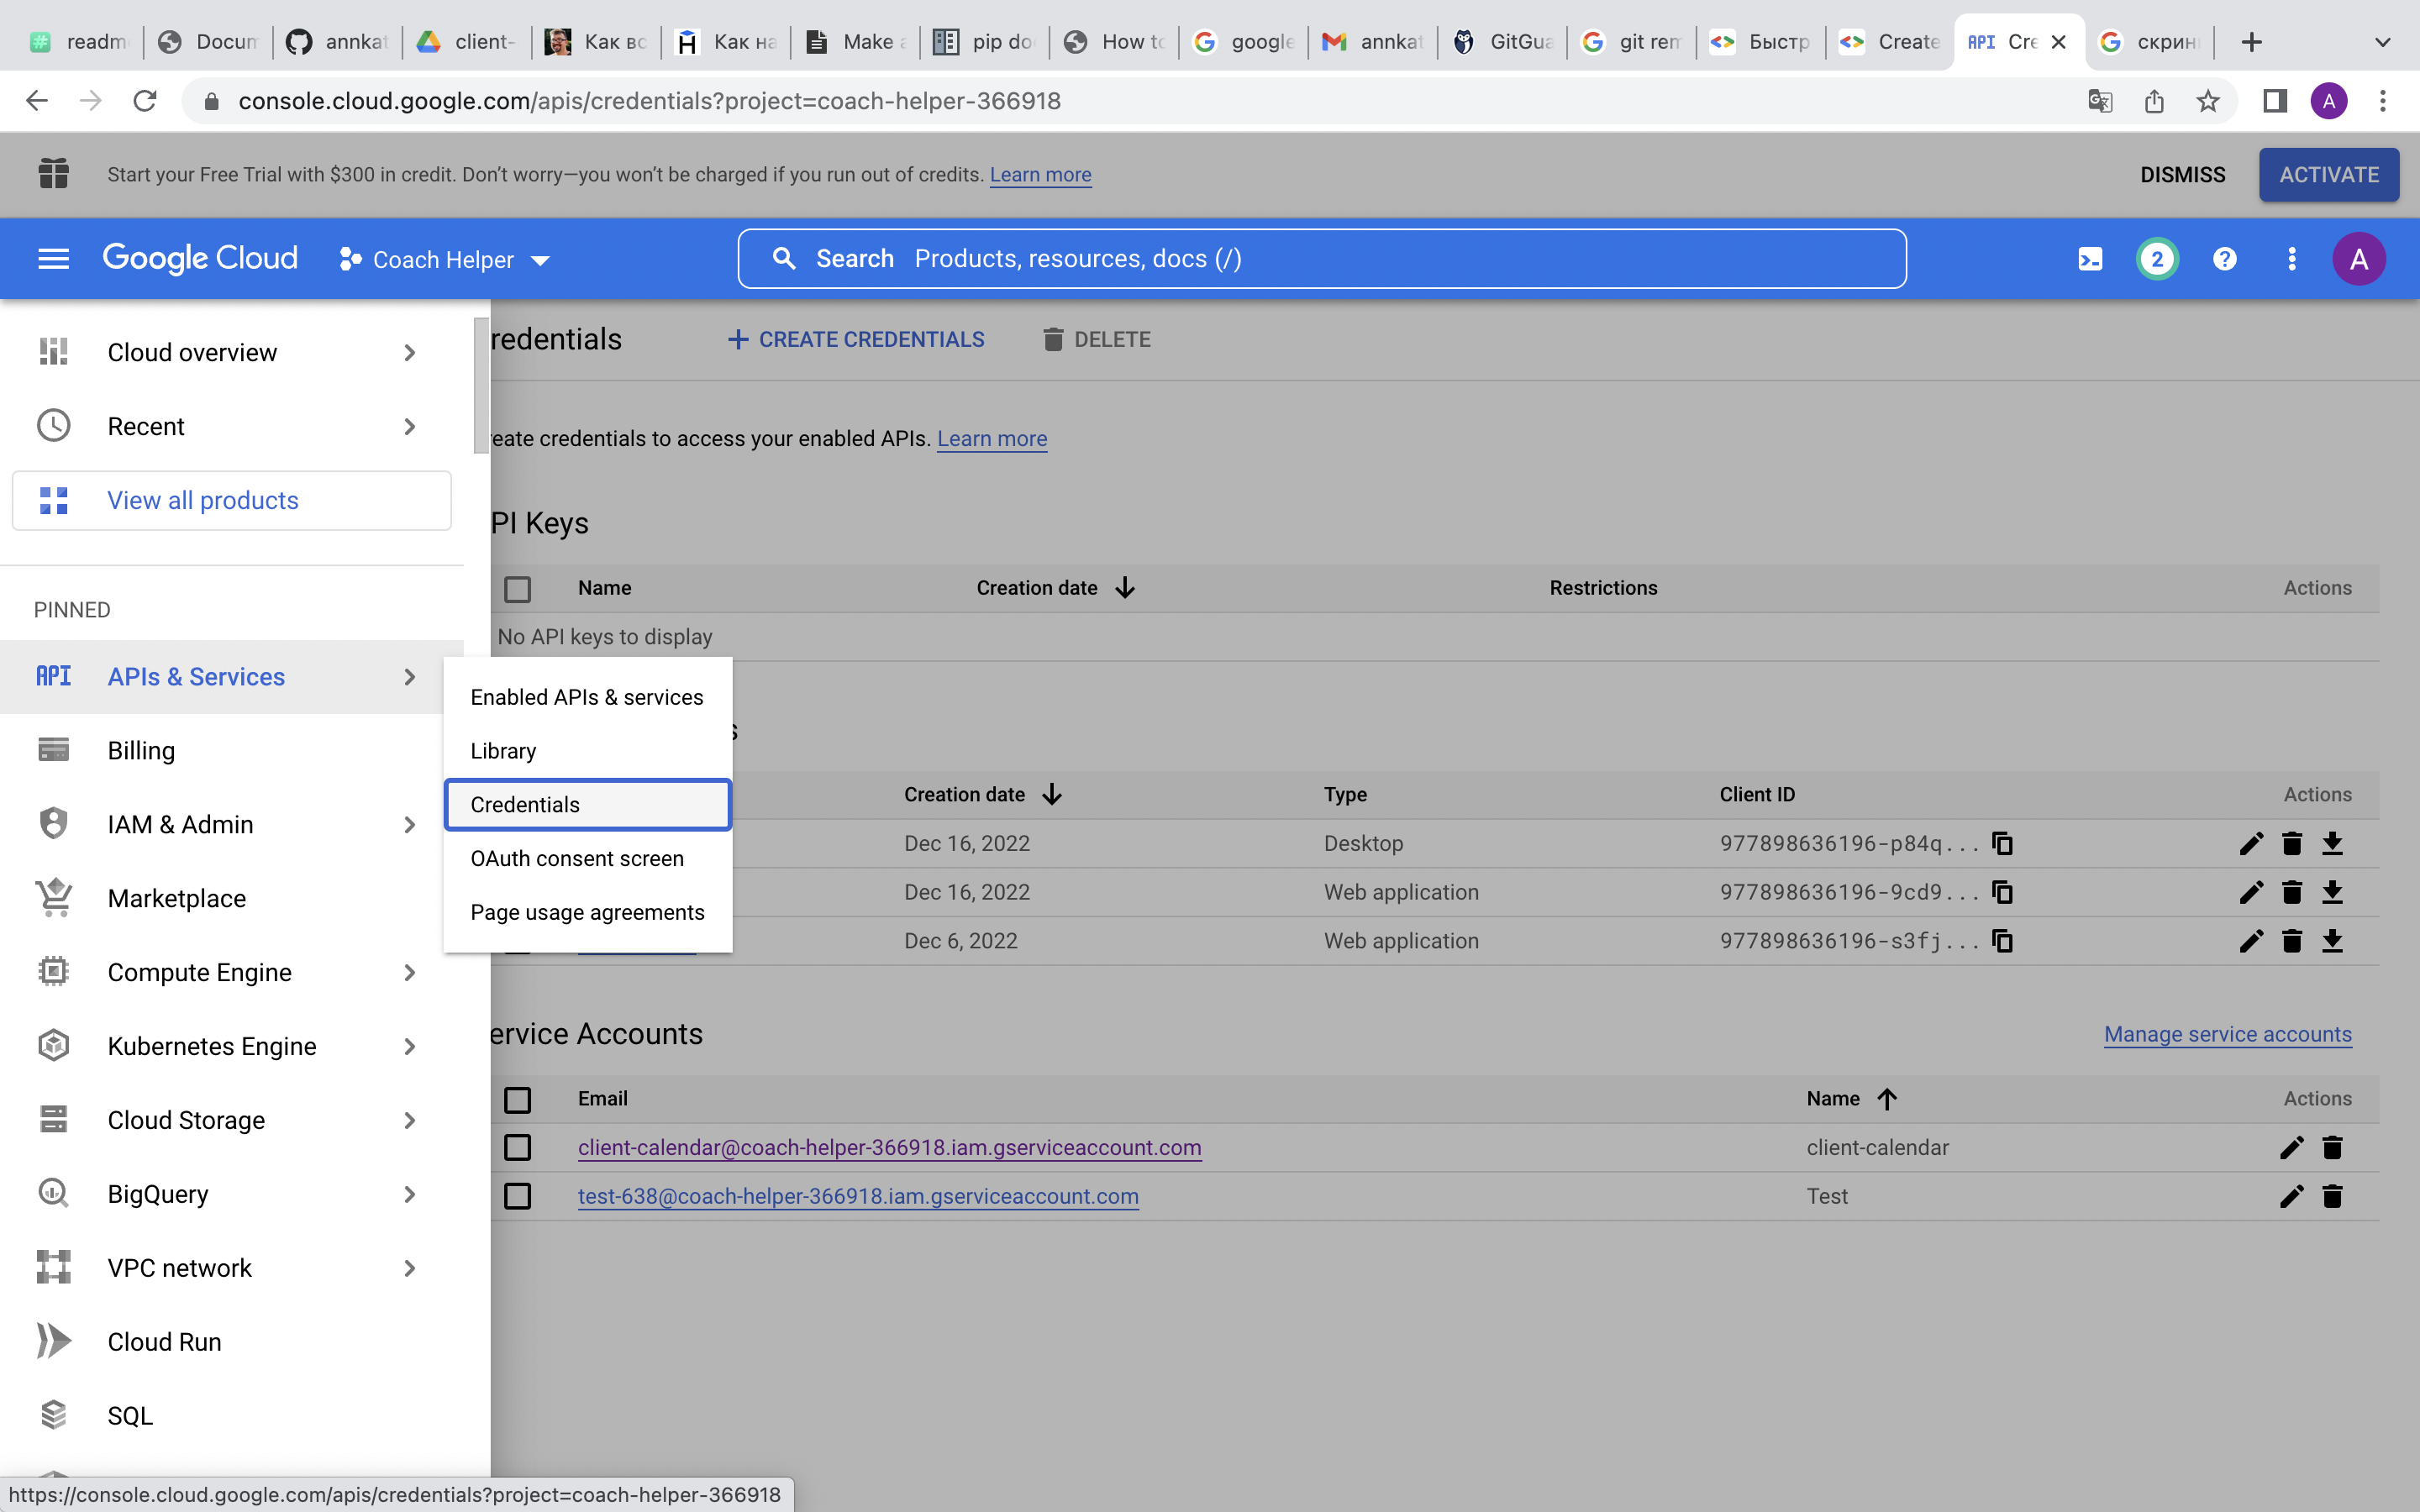 readm
Docum
annkat
client-
Как вс
Как на
Make a
pip do
How to
google
annkat
GitGua
git rem
Быстр
Create
API Cre
скрин
console.cloud.google.com/apis/credentials?project=coach-helper-366918
A
Start your Free Trial with $300 in credit. Don't worry—you won't be charged if you run out of credits. Learn more
DISMISS
ACTIVATE
Google Cloud
Coach Helper
Search Products, resources, docs (/)
2
?
A
Cloud overview
Recent
View all products
PINNED
API APIs & Services
Billing
IAM & Admin
Marketplace
Compute Engine
Kubernetes Engine
Cloud Storage
BigQuery
VPC network
Cloud Run
SQL
Enabled APIs & services
Library
Credentials
OAuth consent screen
Page usage agreements
redentials
CREATE CREDENTIALS
DELETE
eate credentials to access your enabled APIs. Learn more
PI Keys
Name Creation date Restrictions Actions
No API keys to display
s
Creation date Type Client ID Actions
Dec 16, 2022 Desktop 977898636196-p84q...
Dec 16, 2022 Web application 977898636196-9cd9...
Dec 6, 2022 Web application 977898636196-s3fj...
ervice Accounts
Manage service accounts
Email Name Actions
client-calendar@coach-helper-366918.iam.gserviceaccount.com client-calendar
test-638@coach-helper-366918.iam.gserviceaccount.com Test
https://console.cloud.google.com/apis/credentials?project=coach-helper-366918